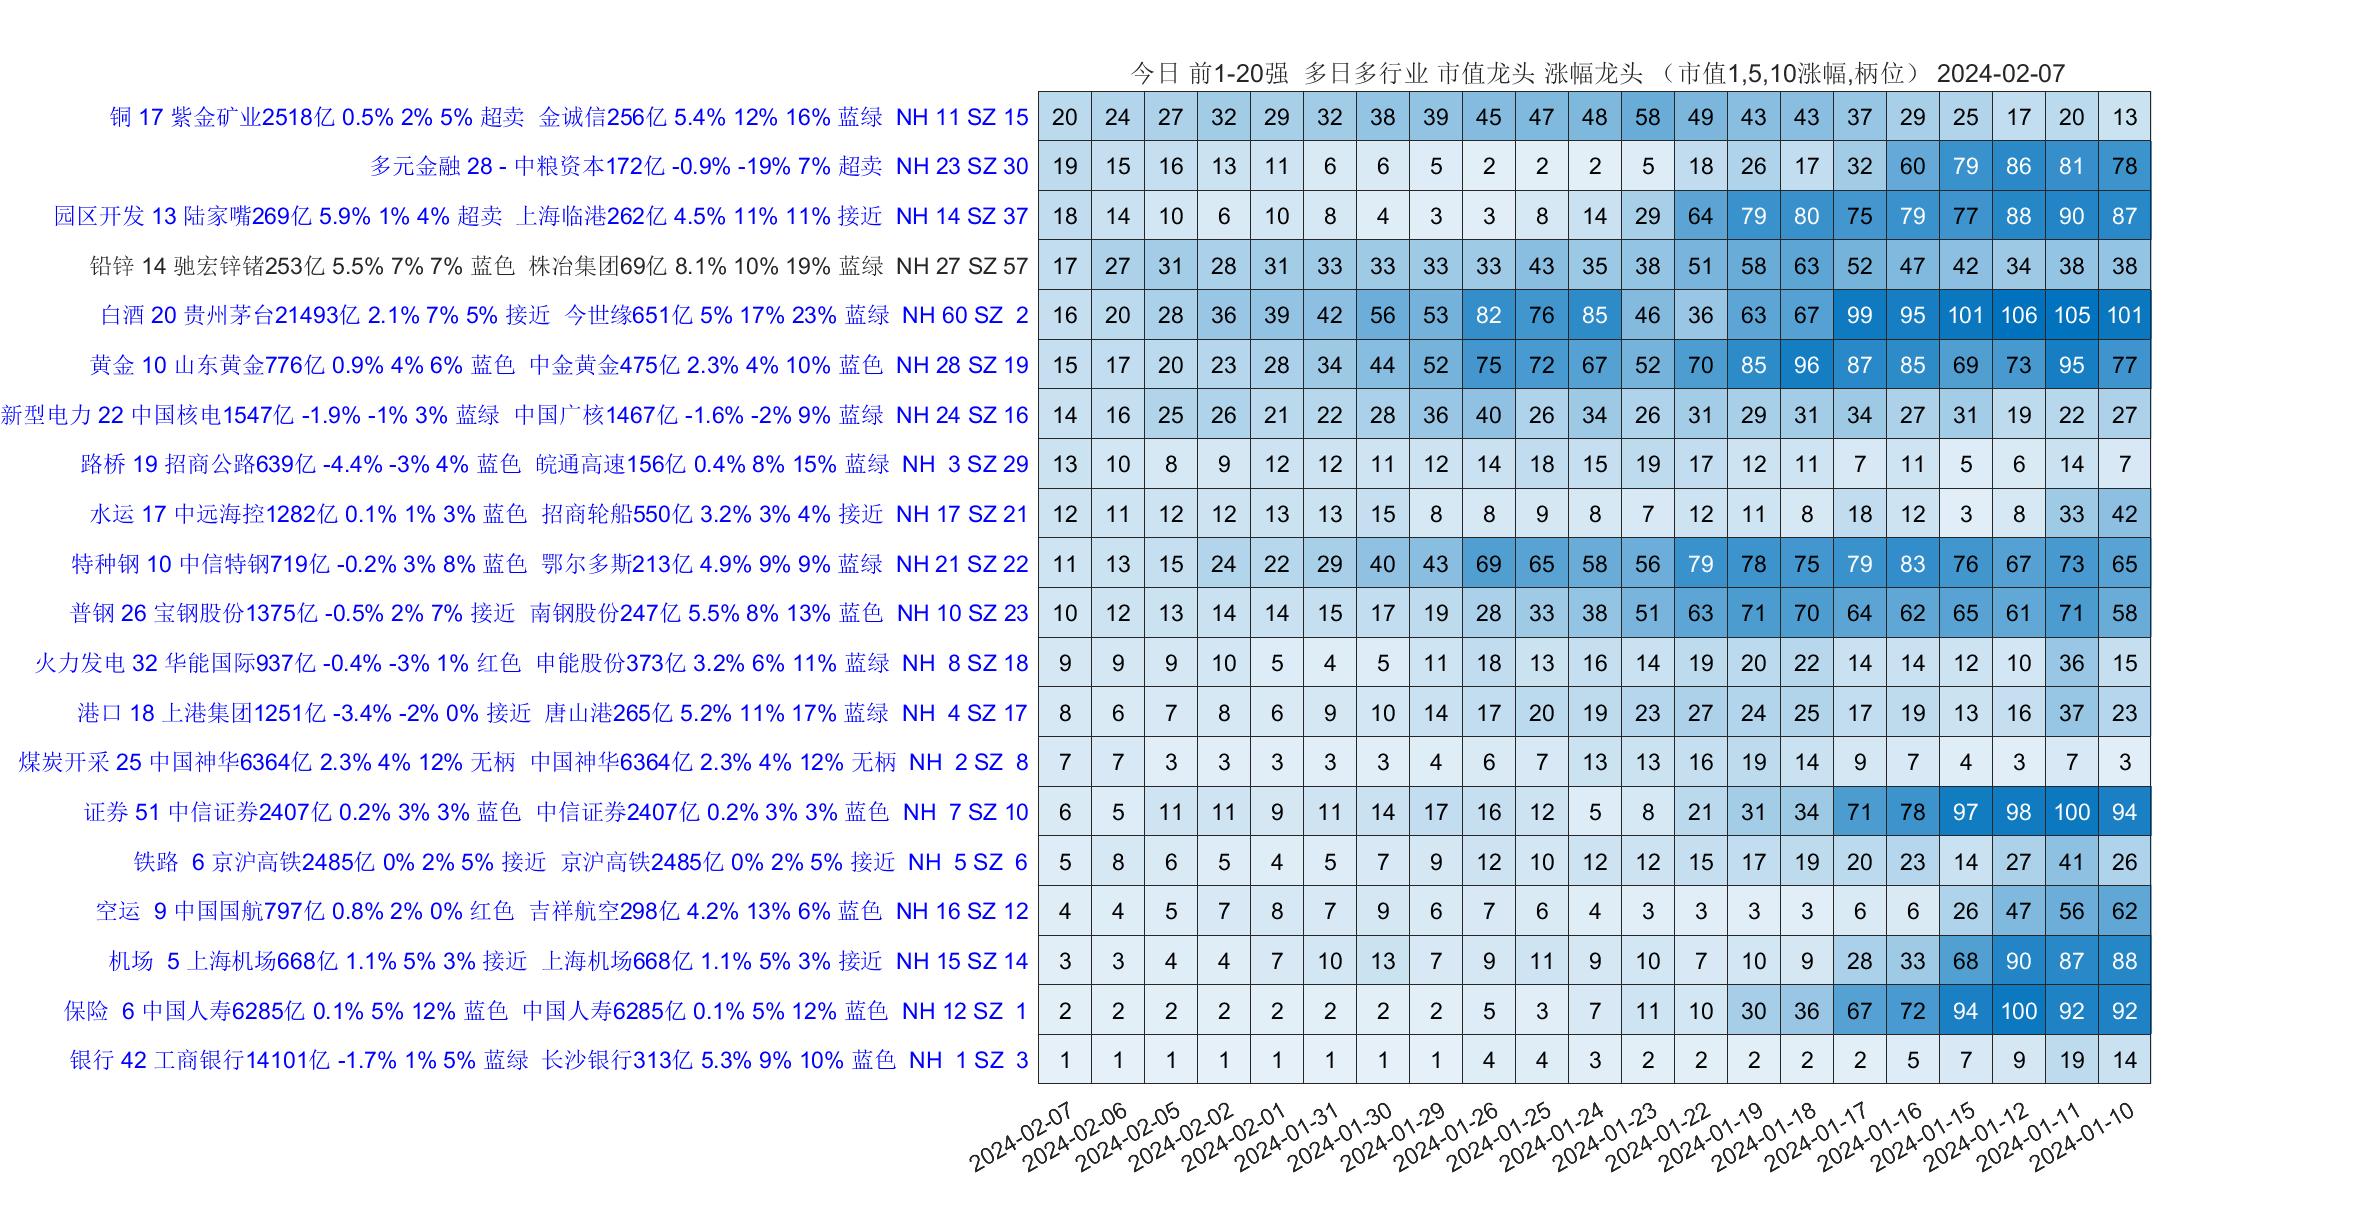 今日 前1-20强 多日多行业 市值龙头 涨幅龙头 （市值1,5,10涨幅,柄位） 2024-02-07
铜 17 紫金矿业2518亿 0.5% 2% 5% 超卖 金诚信256亿 5.4% 12% 16% 蓝绿 NH 11 SZ 15 20 24 27 32 29 32 38 39 45 47 48 58 49 43 43 37 29 25 17 20 13
多元金融 28 - 中粮资本172亿 -0.9% -19% 7% 超卖 NH 23 SZ 30 19 15 16 13 11 6 6 5 2 2 2 5 18 26 17 32 60 79 86 81 78
园区开发 13 陆家嘴269亿 5.9% 1% 4% 超卖 上海临港262亿 4.5% 11% 11% 接近 NH 14 SZ 37 18 14 10 6 10 8 4 3 3 8 14 29 64 79 80 75 79 77 88 90 87
铅锌 14 驰宏锌锗253亿 5.5% 7% 7% 蓝色 株冶集团69亿 8.1% 10% 19% 蓝绿 NH 27 SZ 57 17 27 31 28 31 33 33 33 33 43 35 38 51 58 63 52 47 42 34 38 38
白酒 20 贵州茅台21493亿 2.1% 7% 5% 接近 今世缘651亿 5% 17% 23% 蓝绿 NH 60 SZ 2 16 20 28 36 39 42 56 53 82 76 85 46 36 63 67 99 95 101 106 105 101
黄金 10 山东黄金776亿 0.9% 4% 6% 蓝色 中金黄金475亿 2.3% 4% 10% 蓝色 NH 28 SZ 19 15 17 20 23 28 34 44 52 75 72 67 52 70 85 96 87 85 69 73 95 77
新型电力 22 中国核电1547亿 -1.9% -1% 3% 蓝绿 中国广核1467亿 -1.6% -2% 9% 蓝绿 NH 24 SZ 16 14 16 25 26 21 22 28 36 40 26 34 26 31 29 31 34 27 31 19 22 27
路桥 19 招商公路639亿 -4.4% -3% 4% 蓝色 皖通高速156亿 0.4% 8% 15% 蓝绿 NH 3 SZ 29 13 10 8 9 12 12 11 12 14 18 15 19 17 12 11 7 11 5 6 14 7
水运 17 中远海控1282亿 0.1% 1% 3% 蓝色 招商轮船550亿 3.2% 3% 4% 接近 NH 17 SZ 21 12 11 12 12 13 13 15 8 8 9 8 7 12 11 8 18 12 3 8 33 42
特种钢 10 中信特钢719亿 -0.2% 3% 8% 蓝色 鄂尔多斯213亿 4.9% 9% 9% 蓝绿 NH 21 SZ 22 11 13 15 24 22 29 40 43 69 65 58 56 79 78 75 79 83 76 67 73 65
普钢 26 宝钢股份1375亿 -0.5% 2% 7% 接近 南钢股份247亿 5.5% 8% 13% 蓝色 NH 10 SZ 23 10 12 13 14 14 15 17 19 28 33 38 51 63 71 70 64 62 65 61 71 58
火力发电 32 华能国际937亿 -0.4% -3% 1% 红色 申能股份373亿 3.2% 6% 11% 蓝绿 NH 8 SZ 18 9 9 9 10 5 4 5 11 18 13 16 14 19 20 22 14 14 12 10 36 15
港口 18 上港集团1251亿 -3.4% -2% 0% 接近 唐山港265亿 5.2% 11% 17% 蓝绿 NH 4 SZ 17 8 6 7 8 6 9 10 14 17 20 19 23 27 24 25 17 19 13 16 37 23
煤炭开采 25 中国神华6364亿 2.3% 4% 12% 无柄 中国神华6364亿 2.3% 4% 12% 无柄 NH 2 SZ 8 7 7 3 3 3 3 3 4 6 7 13 13 16 19 14 9 7 4 3 7 3
证券 51 中信证券2407亿 0.2% 3% 3% 蓝色 中信证券2407亿 0.2% 3% 3% 蓝色 NH 7 SZ 10 6 5 11 11 9 11 14 17 16 12 5 8 21 31 34 71 78 97 98 100 94
铁路 6 京沪高铁2485亿 0% 2% 5% 接近 京沪高铁2485亿 0% 2% 5% 接近 NH 5 SZ 6 5 8 6 5 4 5 7 9 12 10 12 12 15 17 19 20 23 14 27 41 26
空运 9 中国国航797亿 0.8% 2% 0% 红色 吉祥航空298亿 4.2% 13% 6% 蓝色 NH 16 SZ 12 4 4 5 7 8 7 9 6 7 6 4 3 3 3 3 6 6 26 47 56 62
机场 5 上海机场668亿 1.1% 5% 3% 接近 上海机场668亿 1.1% 5% 3% 接近 NH 15 SZ 14 3 3 4 4 7 10 13 7 9 11 9 10 7 10 9 28 33 68 90 87 88
保险 6 中国人寿6285亿 0.1% 5% 12% 蓝色 中国人寿6285亿 0.1% 5% 12% 蓝色 NH 12 SZ 1 2 2 2 2 2 2 2 2 5 3 7 11 10 30 36 67 72 94 100 92 92
银行 42 工商银行14101亿 -1.7% 1% 5% 蓝绿 长沙银行313亿 5.3% 9% 10% 蓝色 NH 1 SZ 3 1 1 1 1 1 1 1 1 4 4 3 2 2 2 2 2 5 7 9 19 14
2024-02-07 2024-02-06 2024-02-05 2024-02-02 2024-02-01 2024-01-31 2024-01-30 2024-01-29 2024-01-26 2024-01-25 2024-01-24 2024-01-23 2024-01-22 2024-01-19 2024-01-18 2024-01-17 2024-01-16 2024-01-15 2024-01-12 2024-01-11 2024-01-10